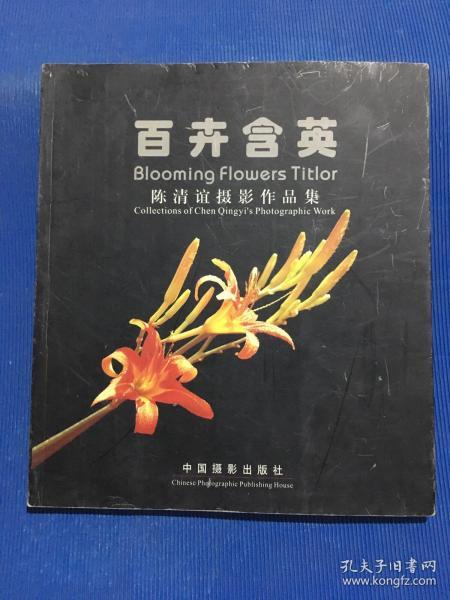 百卉含英
Blooming Flowers Titlor
陈清谊摄影作品集
Collections of Chen Qingyi's Photographic Work
中国摄影出版社
Chinese Photographic Publishing House
孔夫子旧书网
www.kongfz.com